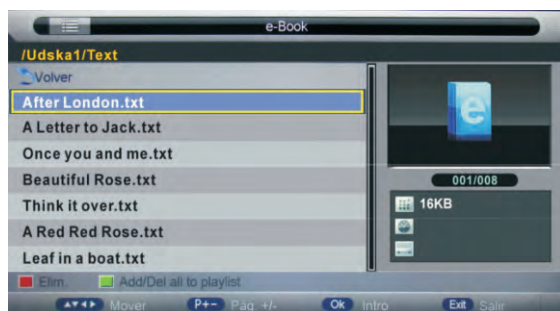 e-Book
/Udska1/Text
Volver
After London.txt
A Letter to Jack.txt
Once you and me.txt
Beautiful Rose.txt
Think it over.txt
A Red Red Rose.txt
Leaf in a boat.txt
e
001/008
16KB
Elim. Add/Del all to playlist
Mover P+- Pág +/- Ok Intro Exit Salir